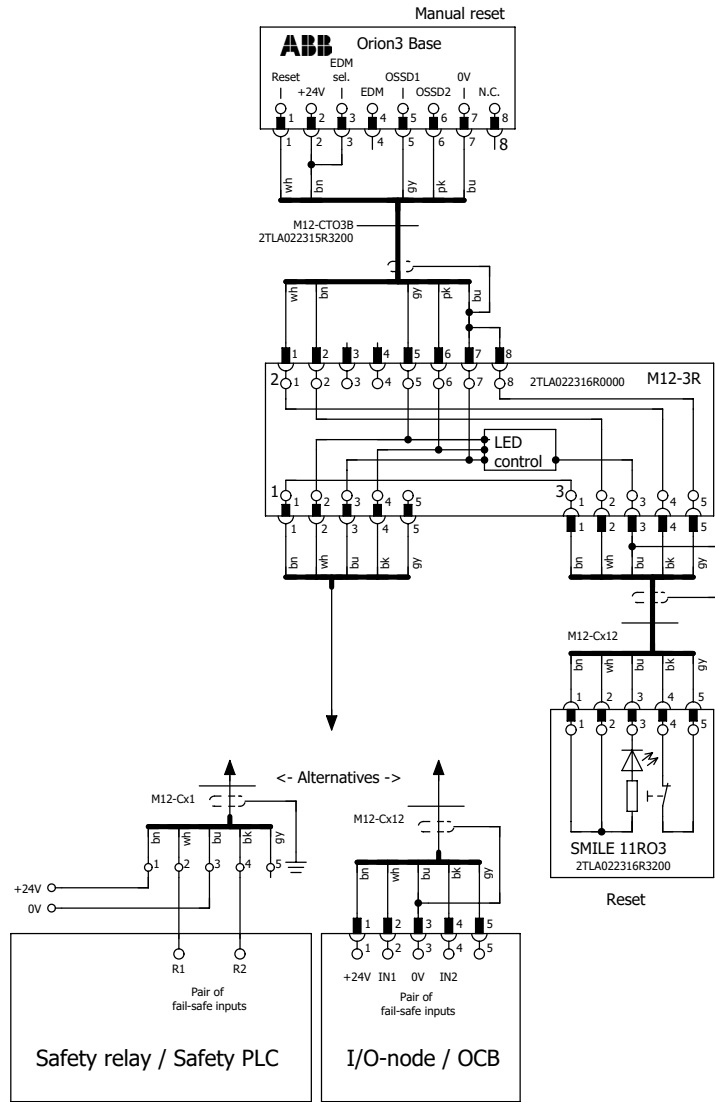 Manual reset
ABB Orion3 Base
Reset +24V EDM sel. EDM OSSD1 OSSD2 0V N.C.
1 2 3 4 5 6 7 8
1 2 3 4 5 6 7 8
wh bn gy pk bu
M12-CTO3B
2TLA022315R3200
wh bn gy pk bu
1 2 3 4 5 6 7 8
2 1 2 3 4 5 6 7 8 2TLA022316R0000 M12-3R
LED
control
1 3
1 2 3 4 5 1 2 3 4 5
1 2 3 4 5 1 2 3 4 5
bn wh bu bk gy bn wh bu bk gy
M12-Cx12
bn wh bu bk gy
1 2 3 4 5
1 2 3 4 5
SMILE 11RO3
2TLA022316R3200
Reset
<- Alternatives ->
M12-Cx1
bn wh bu bk gy
1 2 3 4 5
+24V
0V
R1 R2
Pair of
fail-safe inputs
Safety relay / Safety PLC
M12-Cx12
bn wh bu bk gy
1 2 3 4 5
1 2 3 4 5
+24V IN1 0V IN2
Pair of
fail-safe inputs
I/O-node / OCB